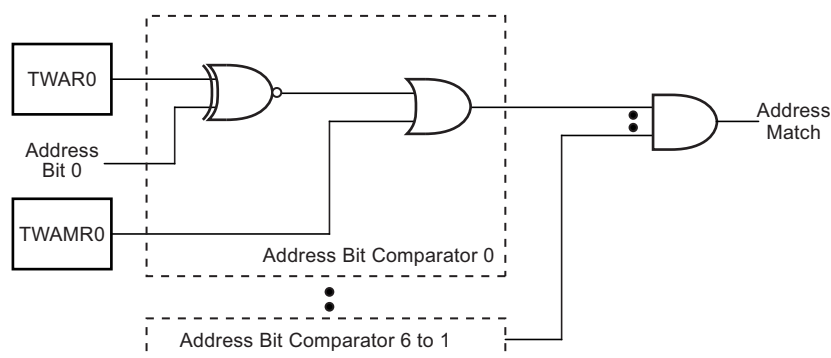 TWAR0
Address
Bit 0
TWAMR0
Address Bit Comparator 0
Address
Match
Address Bit Comparator 6 to 1